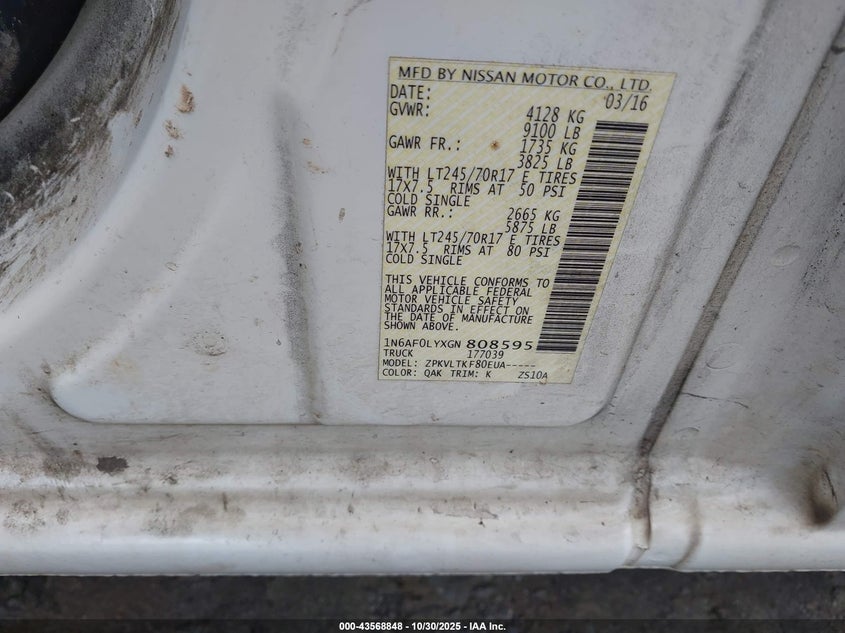 MFD BY NISSAN MOTOR CO., LTD.
DATE: 03/16
GVWR: 4128 KG
9100 LB
GAWR FR.: 1735 KG
3825 LB
WITH LT245/70R17 E TIRES
17X7.5 RIMS AT 50 PSI
COLD SINGLE
GAWR RR.: 2665 KG
5875 LB
WITH LT245/70R17 E TIRES
17X7.5 RIMS AT 80 PSI
COLD SINGLE
THIS VEHICLE CONFORMS TO
ALL APPLICABLE FEDERAL
MOTOR VEHICLE SAFETY
STANDARDS IN EFFECT ON
THE DATE OF MANUFACTURE
SHOWN ABOVE.
1N6AF0LYXGN 808595
TRUCK 177039
MODEL: ZPKVLTKF80EUA-----
COLOR: QAK TRIM: K ZS10A
000-43568848 - 10/30/2025 - IAA Inc.